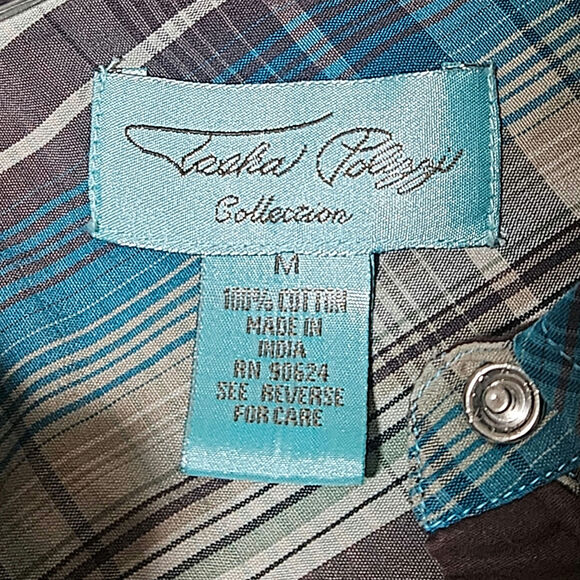 Tasha Polizzi
Collection
M
100% COTTON
MADE IN
INDIA
RN 90624
SEE REVERSE
FOR CARE